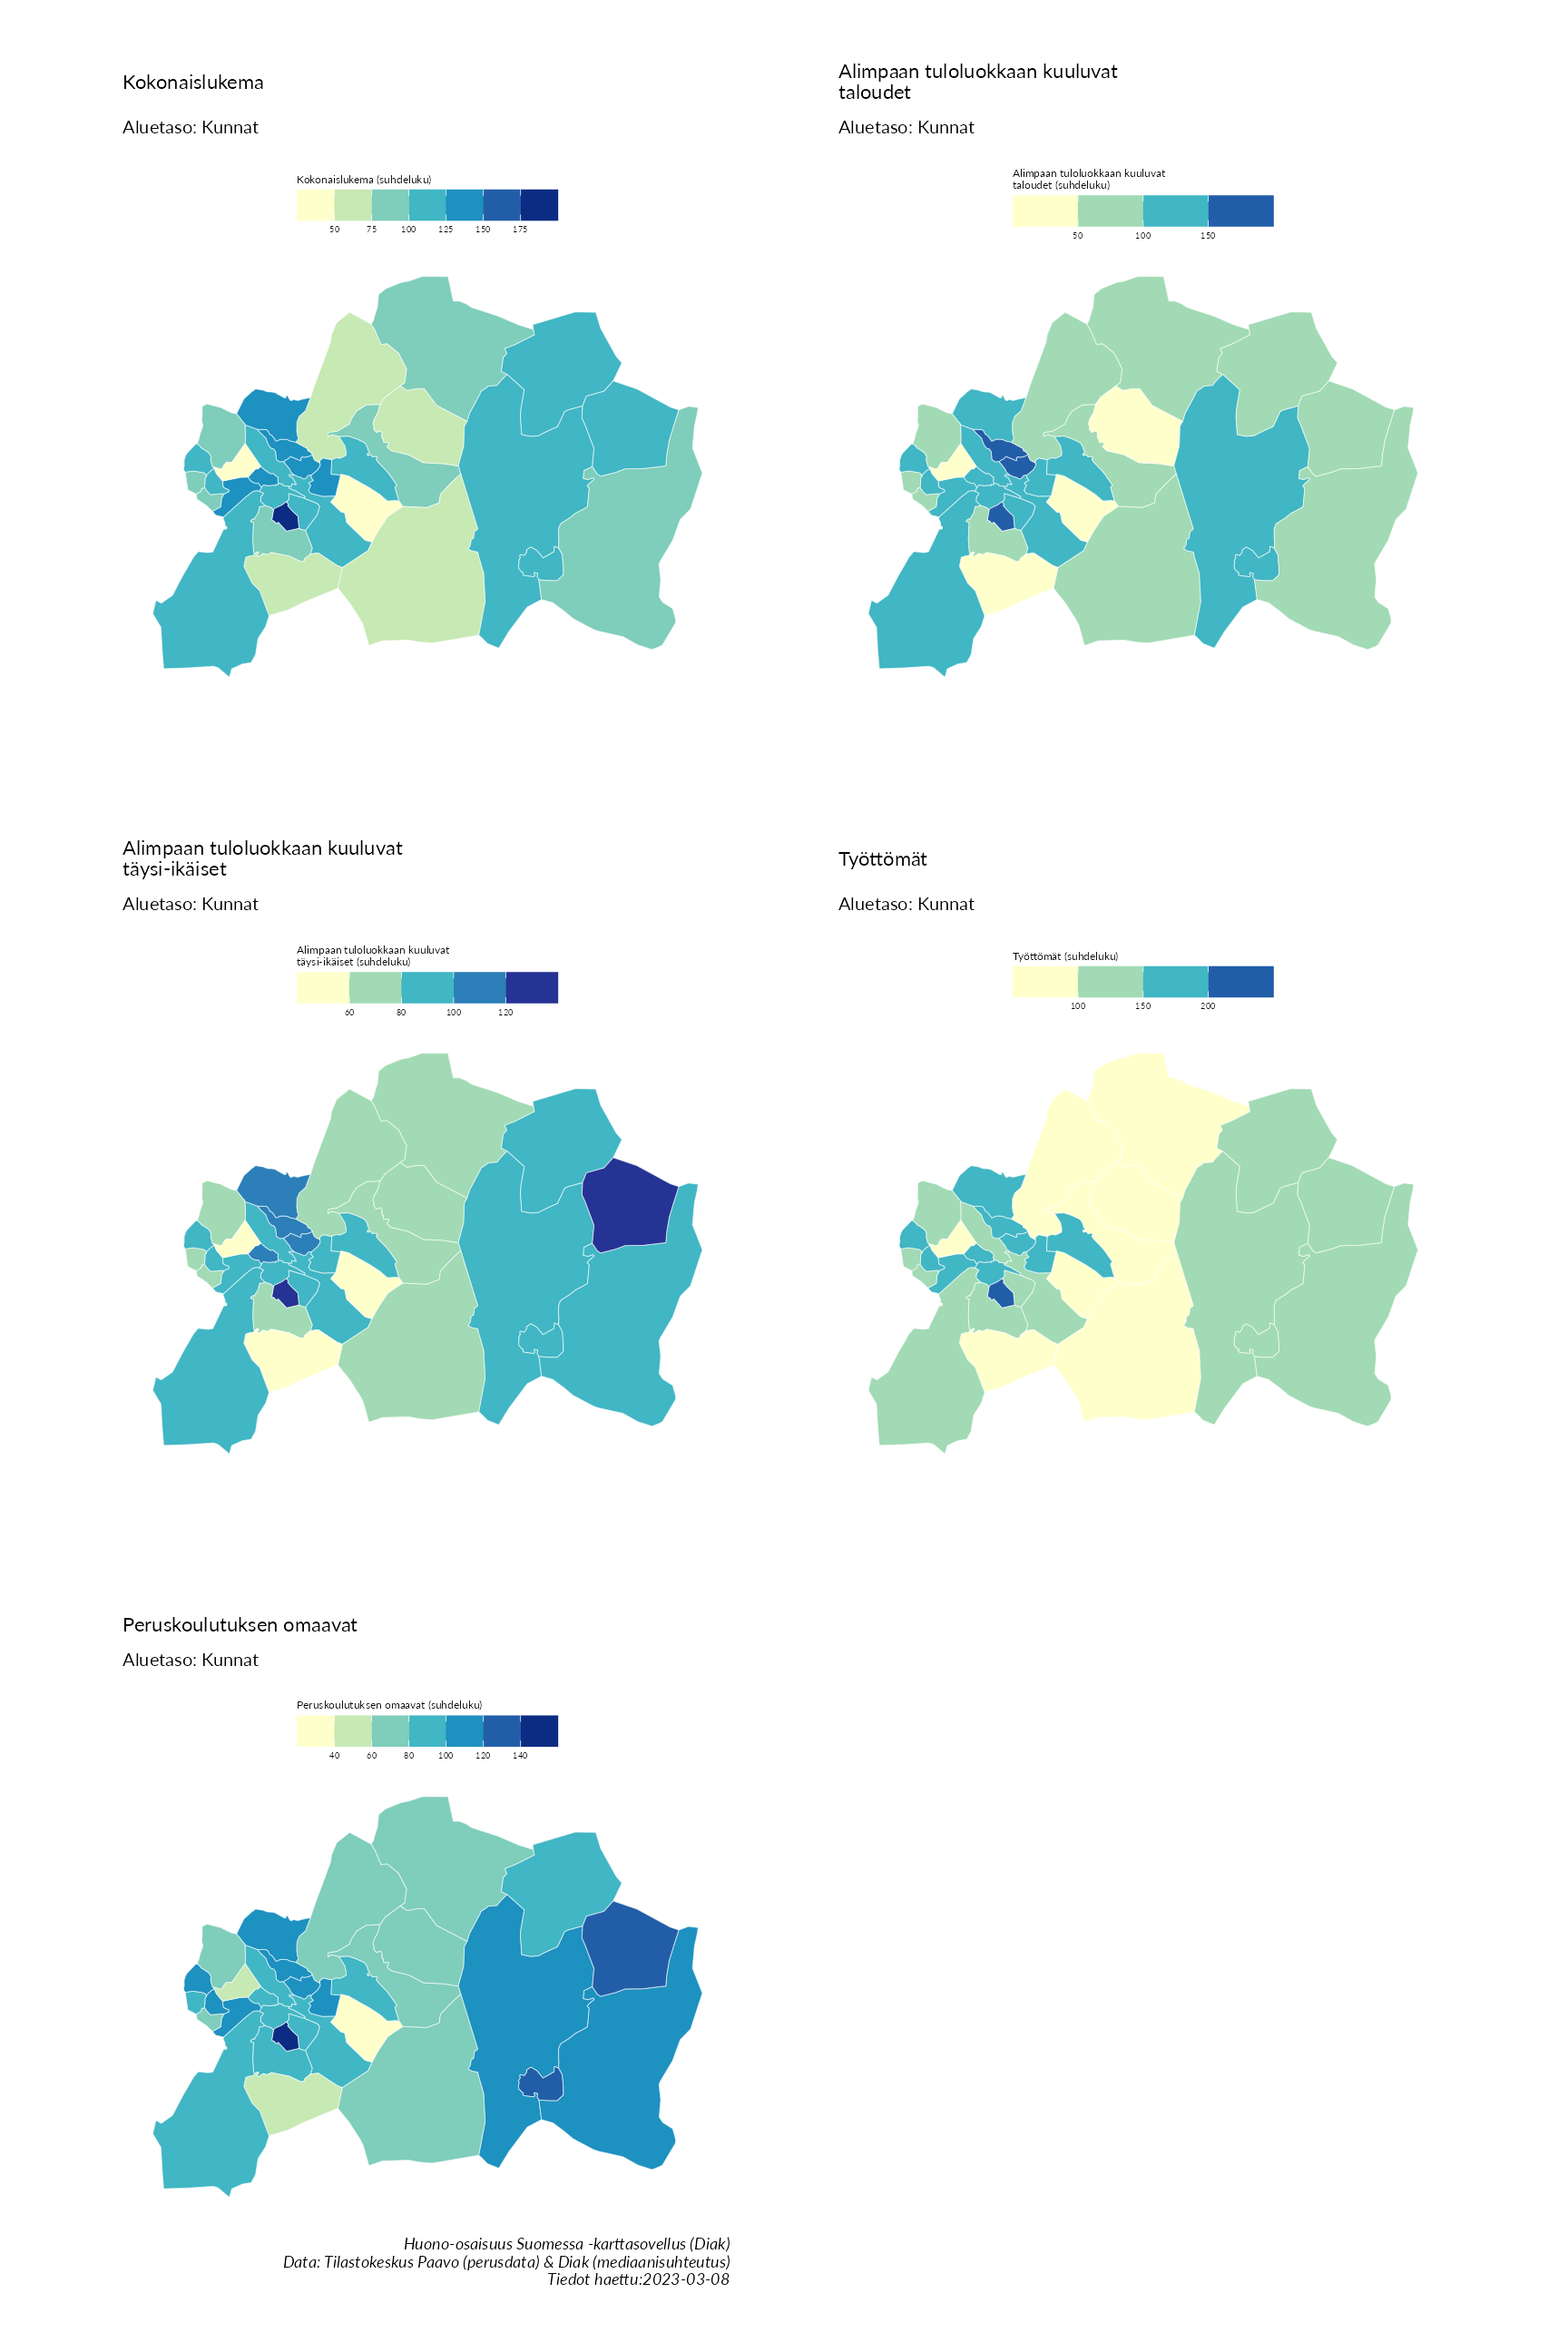 Kokonaislukema
Aluetaso: Kunnat
Kokonaislukema (suhdeluku)
50 75 100 125 150 175
Alimpaan tuloluokkaan kuuluvat
taloudet
Aluetaso: Kunnat
Alimpaan tuloluokkaan kuuluvat
taloudet (suhdeluku)
50 100 150
Alimpaan tuloluokkaan kuuluvat
täysi-ikäiset
Aluetaso: Kunnat
Alimpaan tuloluokkaan kuuluvat
täysi-ikäiset (suhdeluku)
60 80 100 120
Työttömät
Aluetaso: Kunnat
Työttömät (suhdeluku)
100 150 200
Peruskoulutuksen omaavat
Aluetaso: Kunnat
Peruskoulutuksen omaavat (suhdeluku)
40 60 80 100 120 140
Huono-osaisuus Suomessa -karttasovellus (Diak)
Data: Tilastokeskus Paavo (perusdata) & Diak (mediaanisuhteutus)
Tiedot haettu:2023-03-08